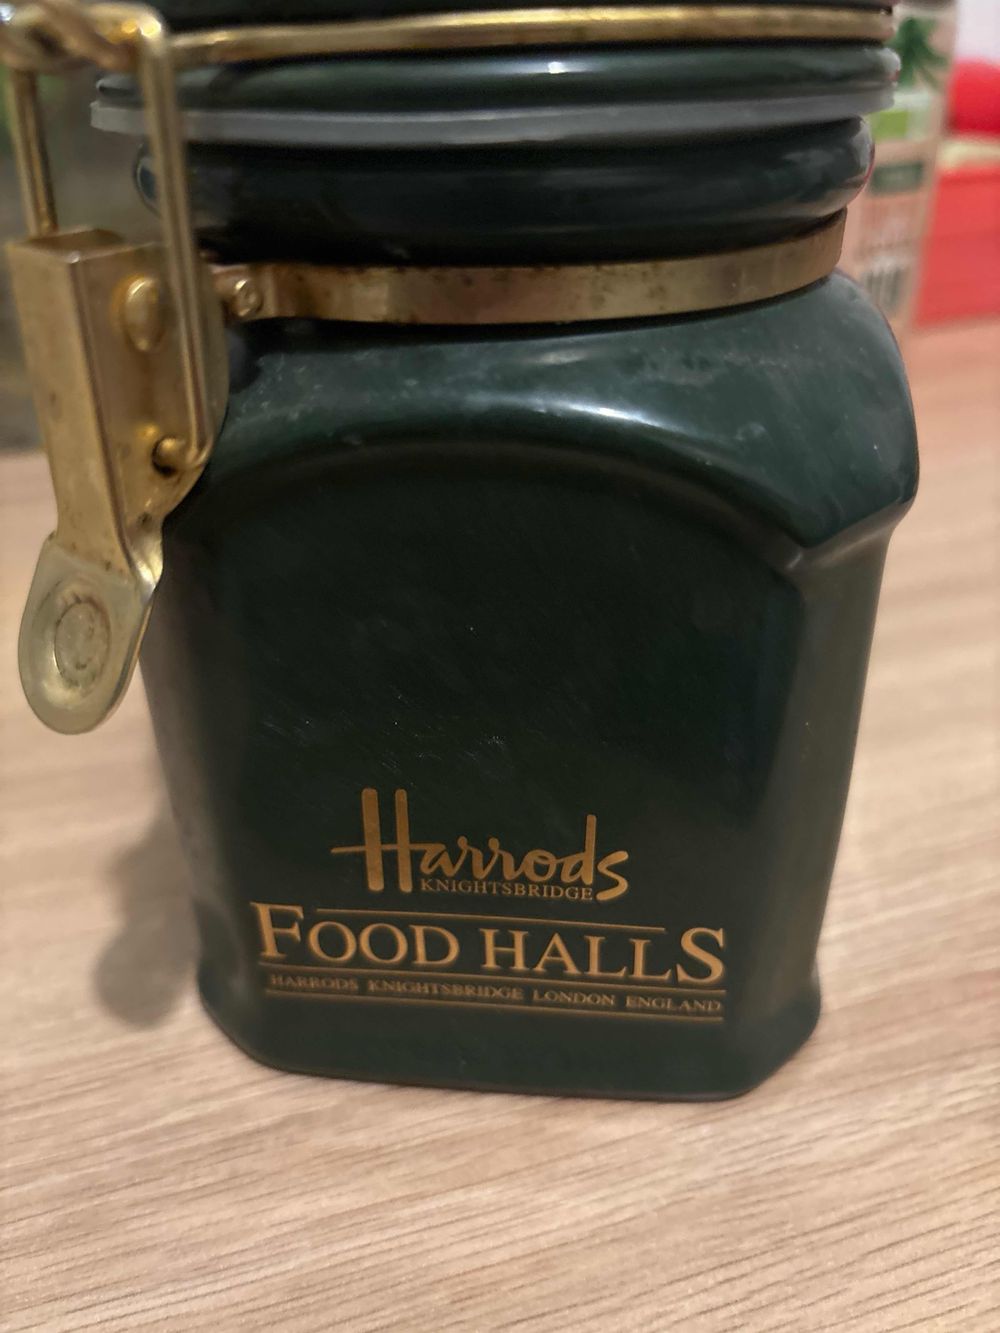 Harrods
KNIGHTSBRIDGE
FOOD HALLS
HARRODS KNIGHTSBRIDGE LONDON ENGLAND